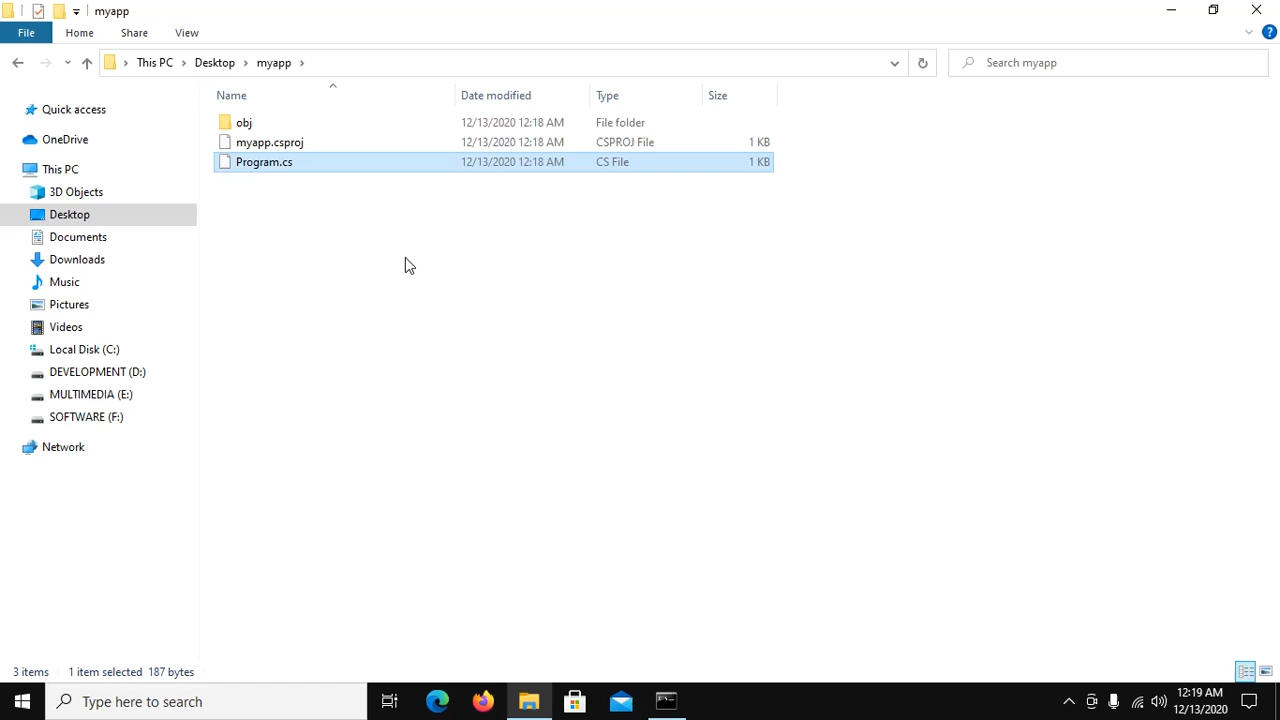 myapp
File Home Share View
This PC Desktop myapp Search myapp
Name Date modified Type Size
obj 12/13/2020 12:18 AM File folder
myapp.csproj 12/13/2020 12:18 AM CSPROJ File 1 KB
Program.cs 12/13/2020 12:18 AM CS File 1 KB
Quick access
OneDrive
This PC
3D Objects
Desktop
Documents
Downloads
Music
Pictures
Videos
Local Disk (C:)
DEVELOPMENT (D:)
MULTIMEDIA (E:)
SOFTWARE (F:)
Network
3 items 1 item selected 187 bytes
Type here to search
12:19 AM
12/13/2020